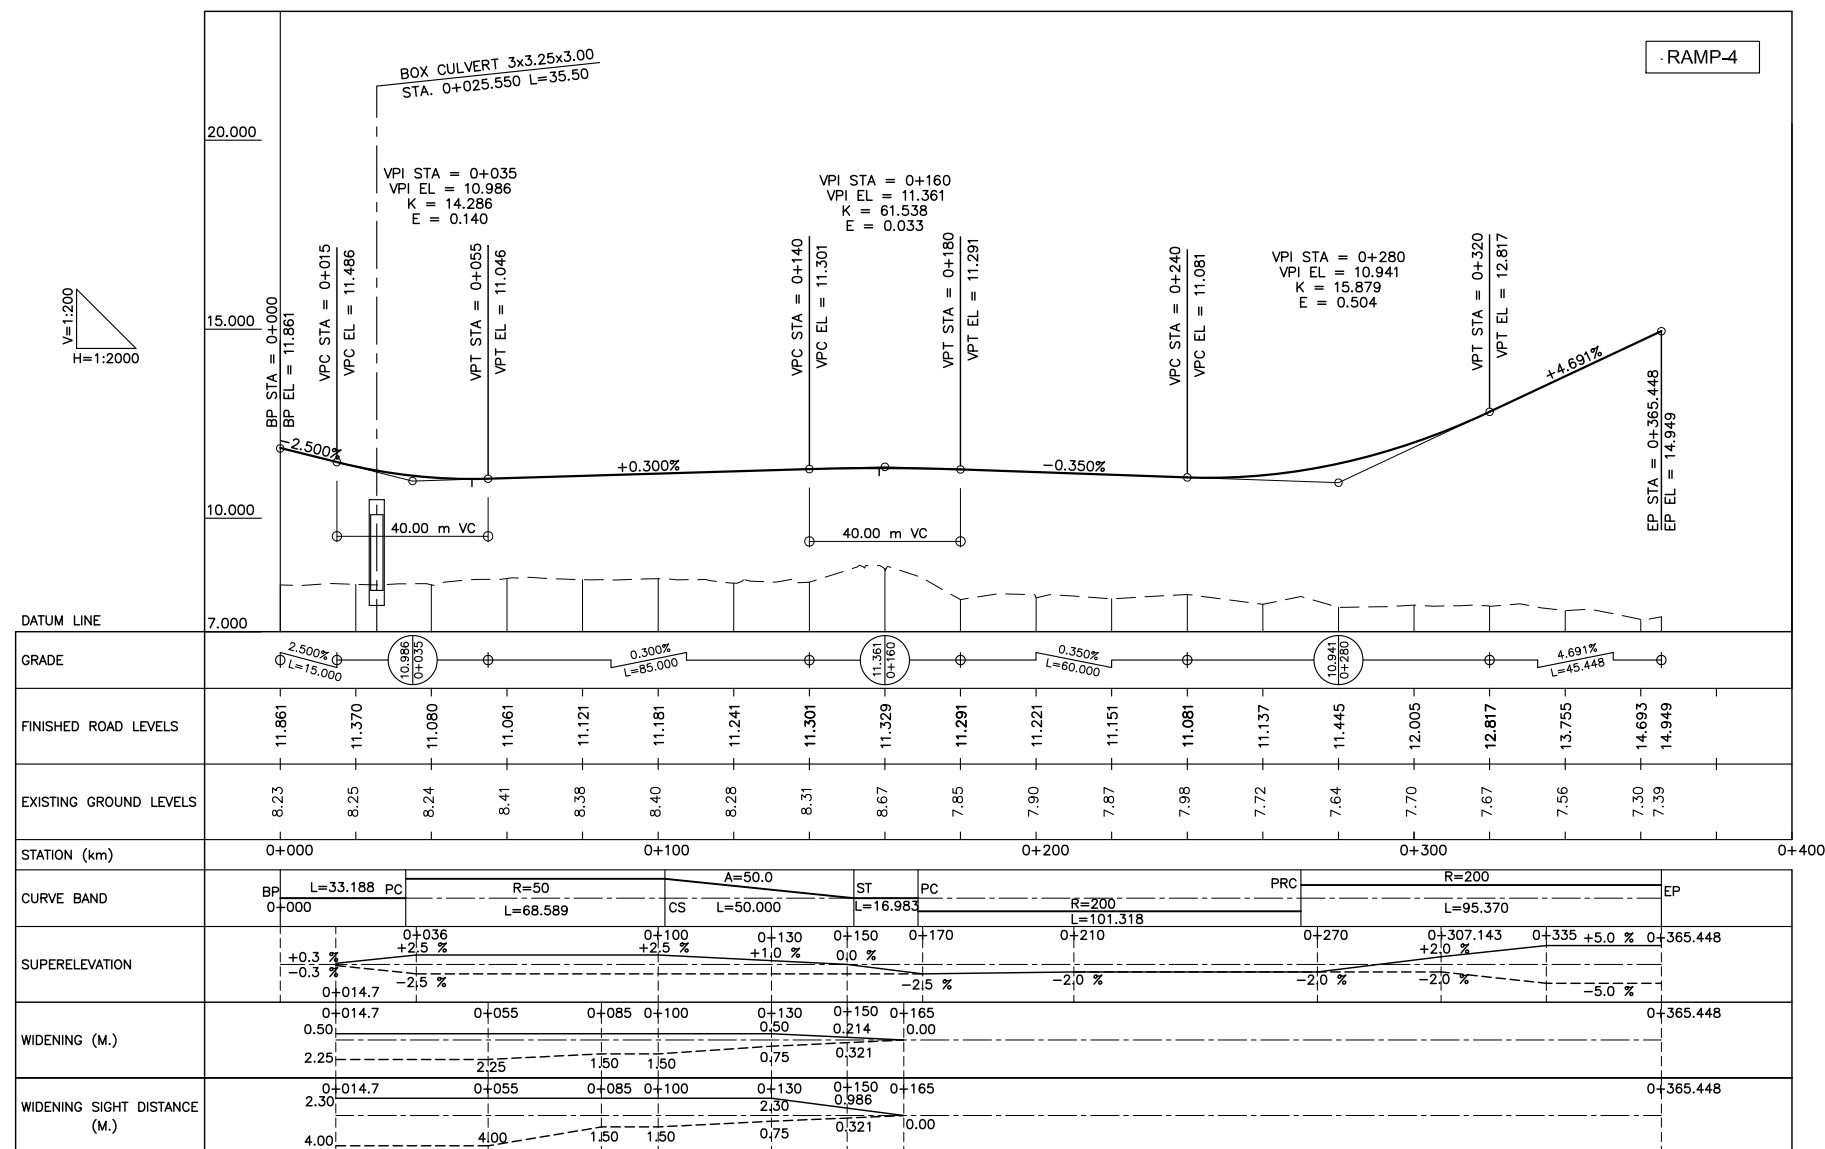 RAMP-4
BOX CULVERT 3x3.25x3.00
STA. 0+025.550 L=35.50
20.000
15.000
10.000
7.000
V=1:200
H=1:2000
VPI STA = 0+035
VPI EL = 10.986
K = 14.286
E = 0.140
VPI STA = 0+160
VPI EL = 11.361
K = 61.538
E = 0.033
VPI STA = 0+280
VPI EL = 10.941
K = 15.879
E = 0.504
BP STA = 0+000
BP EL = 11.861
VPC STA = 0+015
VPC EL = 11.486
VPT STA = 0+055
VPT EL = 11.046
VPC STA = 0+140
VPC EL = 11.301
VPT STA = 0+180
VPT EL = 11.291
VPC STA = 0+240
VPC EL = 11.081
VPT STA = 0+320
VPT EL = 12.817
EP STA = 0+365.448
EP EL = 14.949
-2.500%
+0.300%
-0.350%
+4.691%
40.00 m VC
40.00 m VC
DATUM LINE
GRADE
2.500%
L=15.000
10.986
0+035
0.300%
L=85.000
11.361
0+160
0.350%
L=60.000
10.941
0+280
4.691%
L=45.448
FINISHED ROAD LEVELS
11.861 11.370 11.080 11.061 11.121 11.181 11.241 11.301 11.329 11.291 11.221 11.151 11.081 11.137 11.445 12.005 12.817 13.755 14.693 14.949
EXISTING GROUND LEVELS
8.23 8.25 8.24 8.41 8.38 8.40 8.28 8.31 8.67 7.85 7.90 7.87 7.98 7.72 7.64 7.70 7.67 7.56 7.30 7.39
STATION (km)
0+000 0+100 0+200 0+300 0+400
CURVE BAND
BP
0+000
L=33.188
PC
R=50
L=68.589
CS
A=50.0
L=50.000
ST
L=16.983
PC
R=200
L=101.318
PRC
R=200
L=95.370
EP
SUPERELEVATION
0+036 0+100 0+130 0+150 0+170 0+210 0+270 0+307.143 0+335 0+365.448
+0.3 % +2.5 % +2.5 % +1.0 % 0.0 % +2.0 % +5.0 %
-0.3 % -2.5 % -2.5 % -2.0 % -2.0 % -2.0 % -5.0 %
0+014.7
WIDENING (M.)
0+014.7 0+055 0+085 0+100 0+130 0+150 0+165 0+365.448
0.50 0.50 0.214 0.00
2.25 2.25 1.50 1.50 0.75 0.321
WIDENING SIGHT DISTANCE
(M.)
0+014.7 0+055 0+085 0+100 0+130 0+150 0+165 0+365.448
2.30 2.30 0.986 0.00
4.00 4.00 1.50 1.50 0.75 0.321